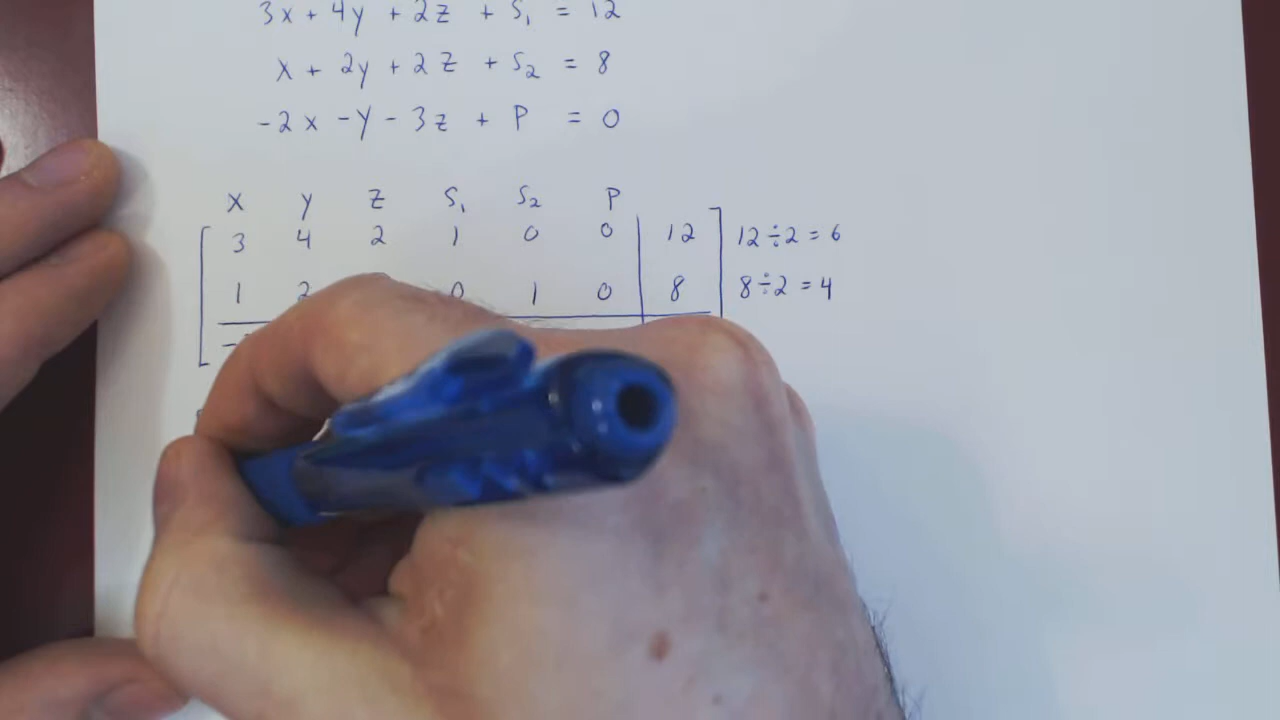 3x + 4y + 2z + S₁ = 12
x + 2y + 2z + S₂ = 8
-2x - y - 3z + P = 0
x y z S₁ S₂ P
3 4 2 1 0 0 12 12÷2 = 6
1 2 0 1 0 8 8÷2 = 4